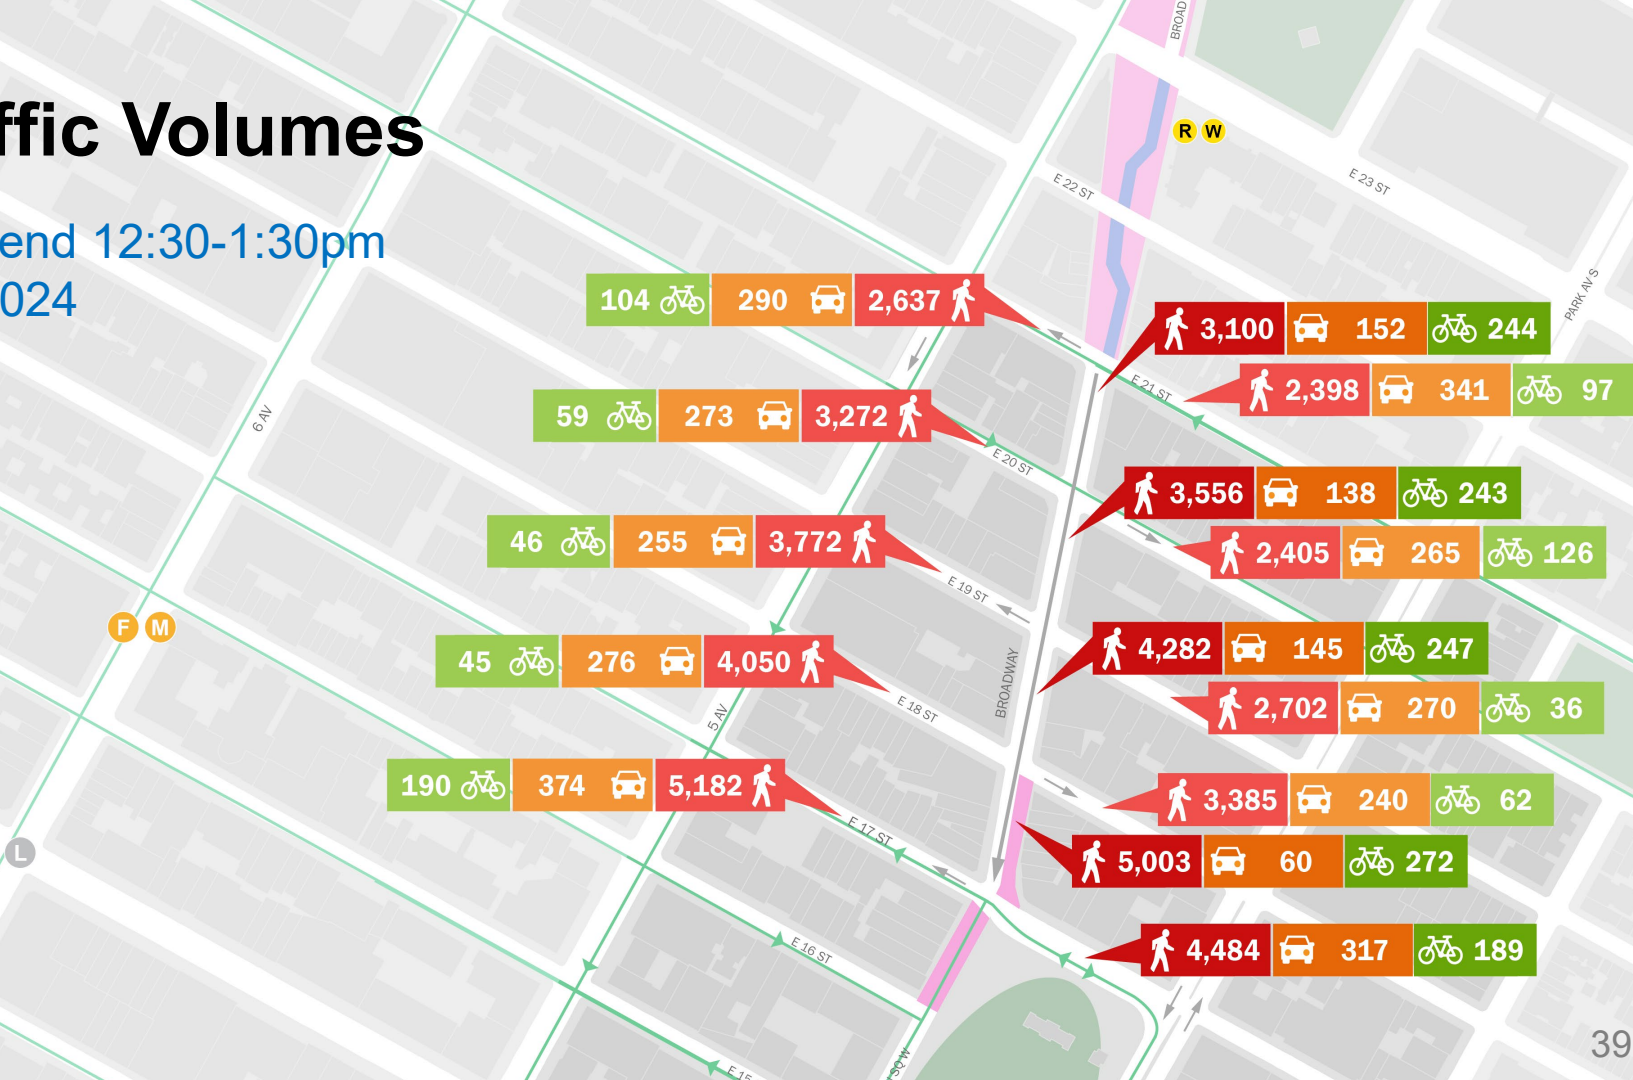 ffic Volumes
end 12:30-1:30pm
024
BROAD
R W
E 22 ST
E 23 ST
PARK AV S
104 290 2,637
3,100 152 244
E 21 ST
2,398 341 97
6 AV
59 273 3,272
E 20 ST
3,556 138 243
46 255 3,772
2,405 265 126
E 19 ST
F M
45 276 4,050
4,282 145 247
BROADWAY
2,702 270 36
E 18 ST
5 AV
190 374 5,182
3,385 240 62
E 17 ST
L
5,003 60 272
E 16 ST
4,484 317 189
SQ W
E 15
39